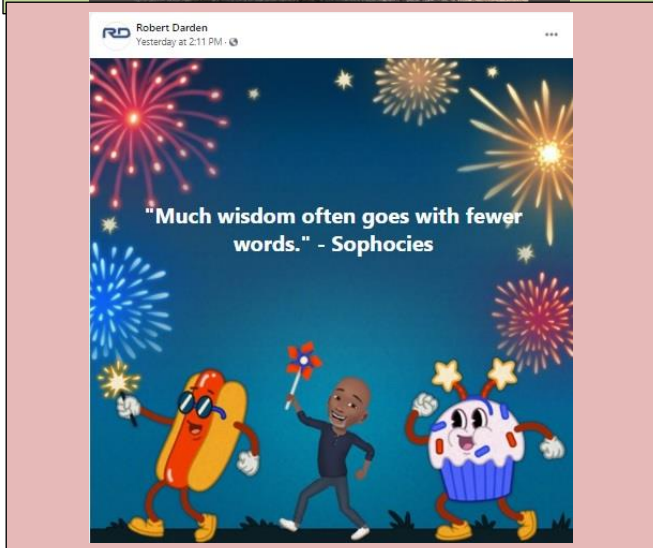 RD
Robert Darden
Yesterday at 2:11 PM ·
"Much wisdom often goes with fewer
words." - Sophocies